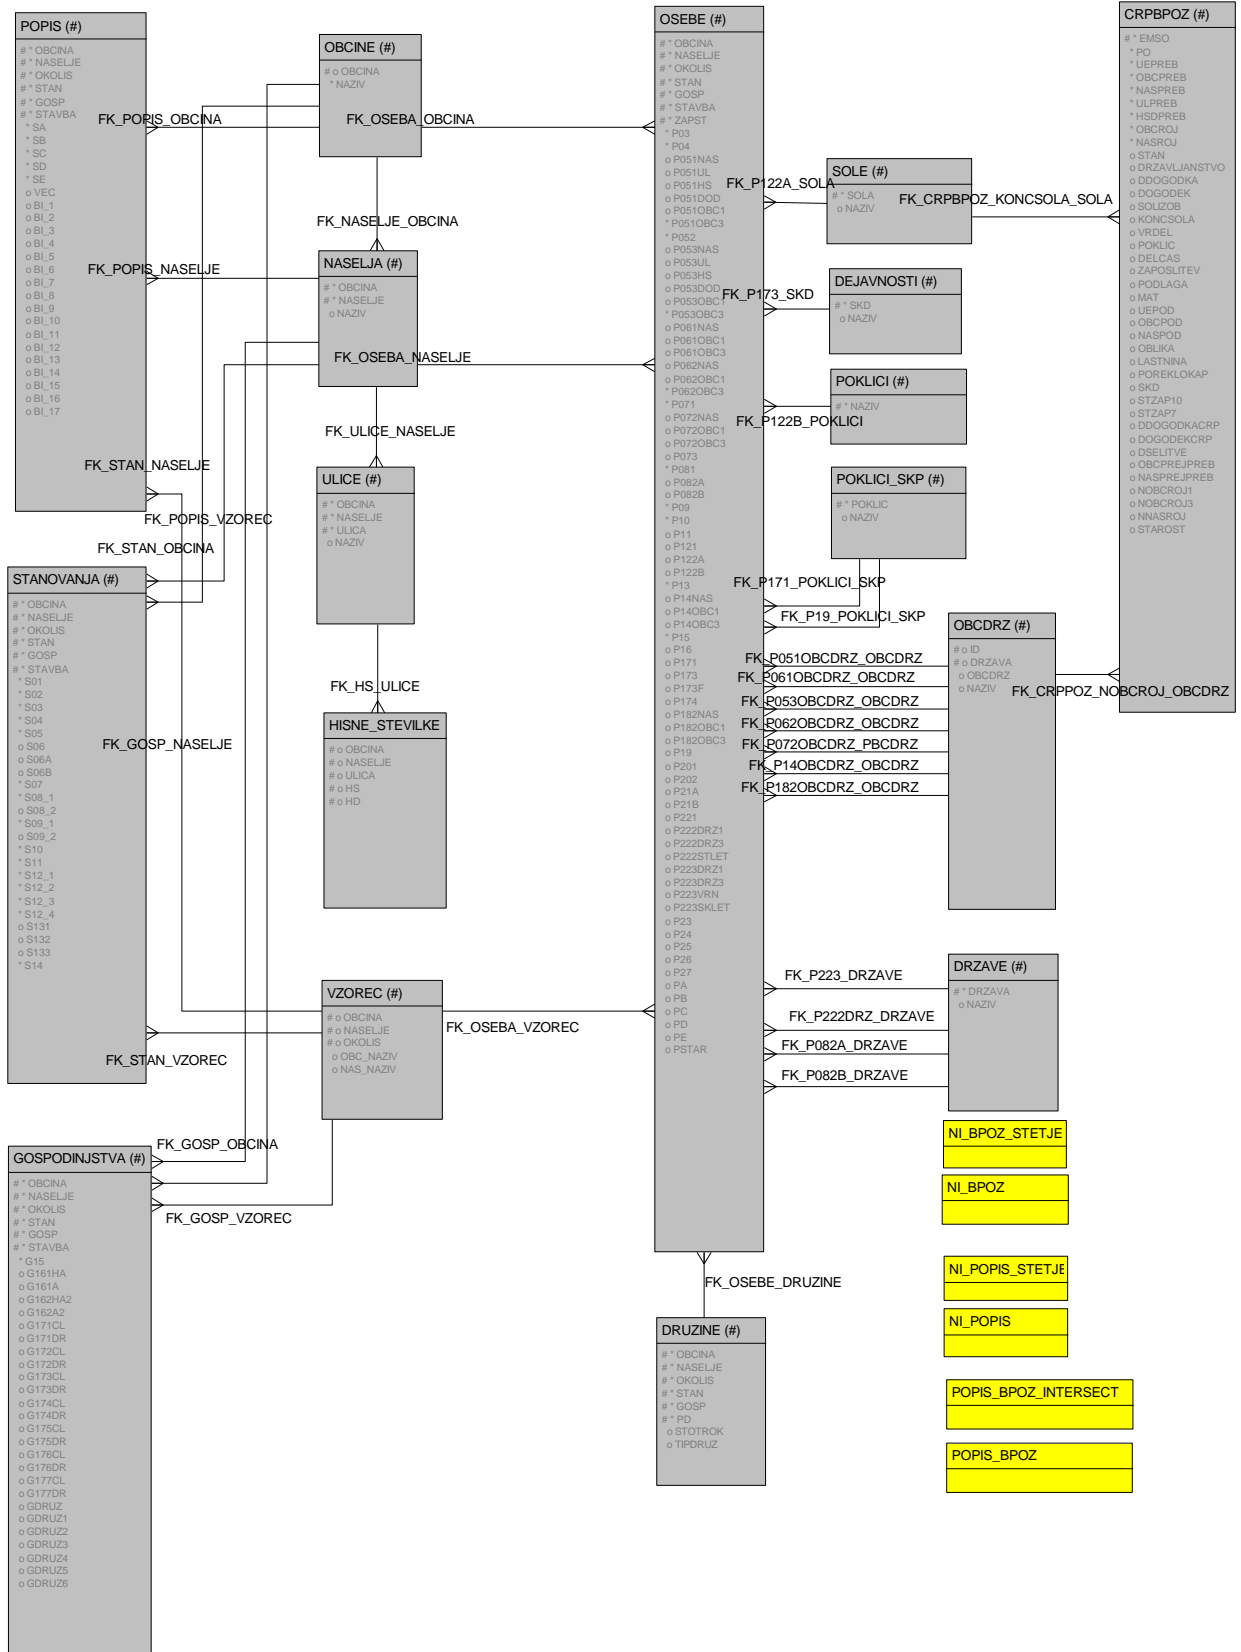 POPIS (#)
# * OBCINA
# * NASELJE
# * OKOLIS
# * STAN
# * GOSP
# * STAVBA
* SA
* SB
* SC
* SD
* SE
o VEC
o BI_1
o BI_2
o BI_3
o BI_4
o BI_5
o BI_6
o BI_7
o BI_8
o BI_9
o BI_10
o BI_11
o BI_12
o BI_13
o BI_14
o BI_15
o BI_16
o BI_17
STANOVANJA (#)
# * OBCINA
# * NASELJE
# * OKOLIS
# * STAN
# * GOSP
# * STAVBA
* S01
* S02
* S03
* S04
* S05
o S06
o S06A
o S06B
* S07
* S08_1
o S08_2
* S09_1
o S09_2
* S10
* S11
* S12_1
* S12_2
* S12_3
* S12_4
o S131
o S132
o S133
* S14
GOSPODINJSTVA (#)
# * OBCINA
# * NASELJE
# * OKOLIS
# * STAN
# * GOSP
# * STAVBA
* G15
o G161HA
o G161A
o G162HA2
o G162A2
o G171CL
o G171DR
o G172CL
o G172DR
o G173CL
o G173DR
o G174CL
o G174DR
o G175CL
o G175DR
o G176CL
o G176DR
o G177CL
o G177DR
o GDRUZ
o GDRUZ1
o GDRUZ2
o GDRUZ3
o GDRUZ4
o GDRUZ5
o GDRUZ6
FK_POPIS_OBCINA
FK_POPIS_NASELJE
FK_STAN_NASELJE
FK_POPIS_VZOREC
FK_STAN_OBCINA
FK_GOSP_NASELJE
FK_STAN_VZOREC
FK_GOSP_OBCINA
FK_GOSP_VZOREC
OBCINE (#)
# o OBCINA
* NAZIV
FK_OSEBA_OBCINA
FK_NASELJE_OBCINA
NASELJA (#)
# * OBCINA
# * NASELJE
o NAZIV
FK_OSEBA_NASELJE
FK_ULICE_NASELJE
ULICE (#)
# * OBCINA
# * NASELJE
# * ULICA
o NAZIV
FK_HS_ULICE
HISNE_STEVILKE
# o OBCINA
# o NASELJE
# o ULICA
# o HS
# o HD
VZOREC (#)
# o OBCINA
# o NASELJE
# o OKOLIS
o OBC_NAZIV
o NAS_NAZIV
FK_OSEBA_VZOREC
OSEBE (#)
# * OBCINA
# * NASELJE
# * OKOLIS
# * STAN
# * GOSP
# * STAVBA
# * ZAPST
* P03
* P04
o P051NAS
o P051UL
o P051HS
o P051DOD
o P051OBC1
* P051OBC3
* P052
o P053NAS
o P053UL
o P053HS
o P053DOD
o P053OBC1
* P053OBC3
o P061NAS
o P061OBC1
o P061OBC3
o P062NAS
o P062OBC1
* P062OBC3
* P071
o P072NAS
o P072OBC1
o P072OBC3
o P073
* P081
o P082A
o P082B
* P09
* P10
o P11
o P121
o P122A
o P122B
* P13
o P14NAS
o P14OBC1
o P14OBC3
* P15
o P16
o P171
o P173
o P173F
o P174
o P182NAS
o P182OBC1
o P182OBC3
o P19
o P201
o P202
o P21A
o P21B
o P221
o P222DRZ1
o P222DRZ3
o P222STLET
o P223DRZ1
o P223DRZ3
o P223VRN
o P223SKLET
o P23
o P24
o P25
o P26
o P27
o PA
o PB
o PC
o PD
o PE
o PSTAR
FK_OSEBE_DRUZINE
DRUZINE (#)
# * OBCINA
# * NASELJE
# * OKOLIS
# * STAN
# * GOSP
# * PD
o STOTROK
o TIPDRUZ
FK_P122A_SOLA
SOLE (#)
# * SOLA
o NAZIV
FK_CRPBPOZ_KONCSOLA_SOLA
FK_P173_SKD
DEJAVNOSTI (#)
# * SKD
o NAZIV
POKLICI (#)
# * NAZIV
FK_P122B_POKLICI
POKLICI_SKP (#)
# * POKLIC
o NAZIV
FK_P171_POKLICI_SKP
FK_P19_POKLICI_SKP
OBCDRZ (#)
# o ID
# o DRZAVA
o OBCDRZ
o NAZIV
FK_P051OBCDRZ_OBCDRZ
FK_P061OBCDRZ_OBCDRZ
FK_P053OBCDRZ_OBCDRZ
FK_P062OBCDRZ_OBCDRZ
FK_P072OBCDRZ_PBCDRZ
FK_P14OBCDRZ_OBCDRZ
FK_P182OBCDRZ_OBCDRZ
FK_CRPPOZ_NOBCROJ_OBCDRZ
DRZAVE (#)
# * DRZAVA
o NAZIV
FK_P223_DRZAVE
FK_P222DRZ_DRZAVE
FK_P082A_DRZAVE
FK_P082B_DRZAVE
CRPBPOZ (#)
# * EMSO
* PO
* UEPREB
* OBCPREB
* NASPREB
* ULPREB
* HSDPREB
* OBCROJ
* NASROJ
o STAN
o DRZAVLJANSTVO
o DDOGODKA
o DOGODEK
o SOLIZOB
o KONCSOLA
o VRDEL
o POKLIC
o DELCAS
o ZAPOSLITEV
o PODLAGA
o MAT
o UEPOD
o OBCPOD
o NASPOD
o OBLIKA
o LASTNINA
o POREKLOKAP
o SKD
o STZAP10
o STZAP7
o DDOGODKACRP
o DOGODEKCRP
o DSELITVE
o OBCPREJPREB
o NASPREJPREB
o NOBCROJ1
o NOBCROJ3
o NNASROJ
o STAROST
NI_BPOZ_STETJE
NI_BPOZ
NI_POPIS_STETJE
NI_POPIS
POPIS_BPOZ_INTERSECT
POPIS_BPOZ